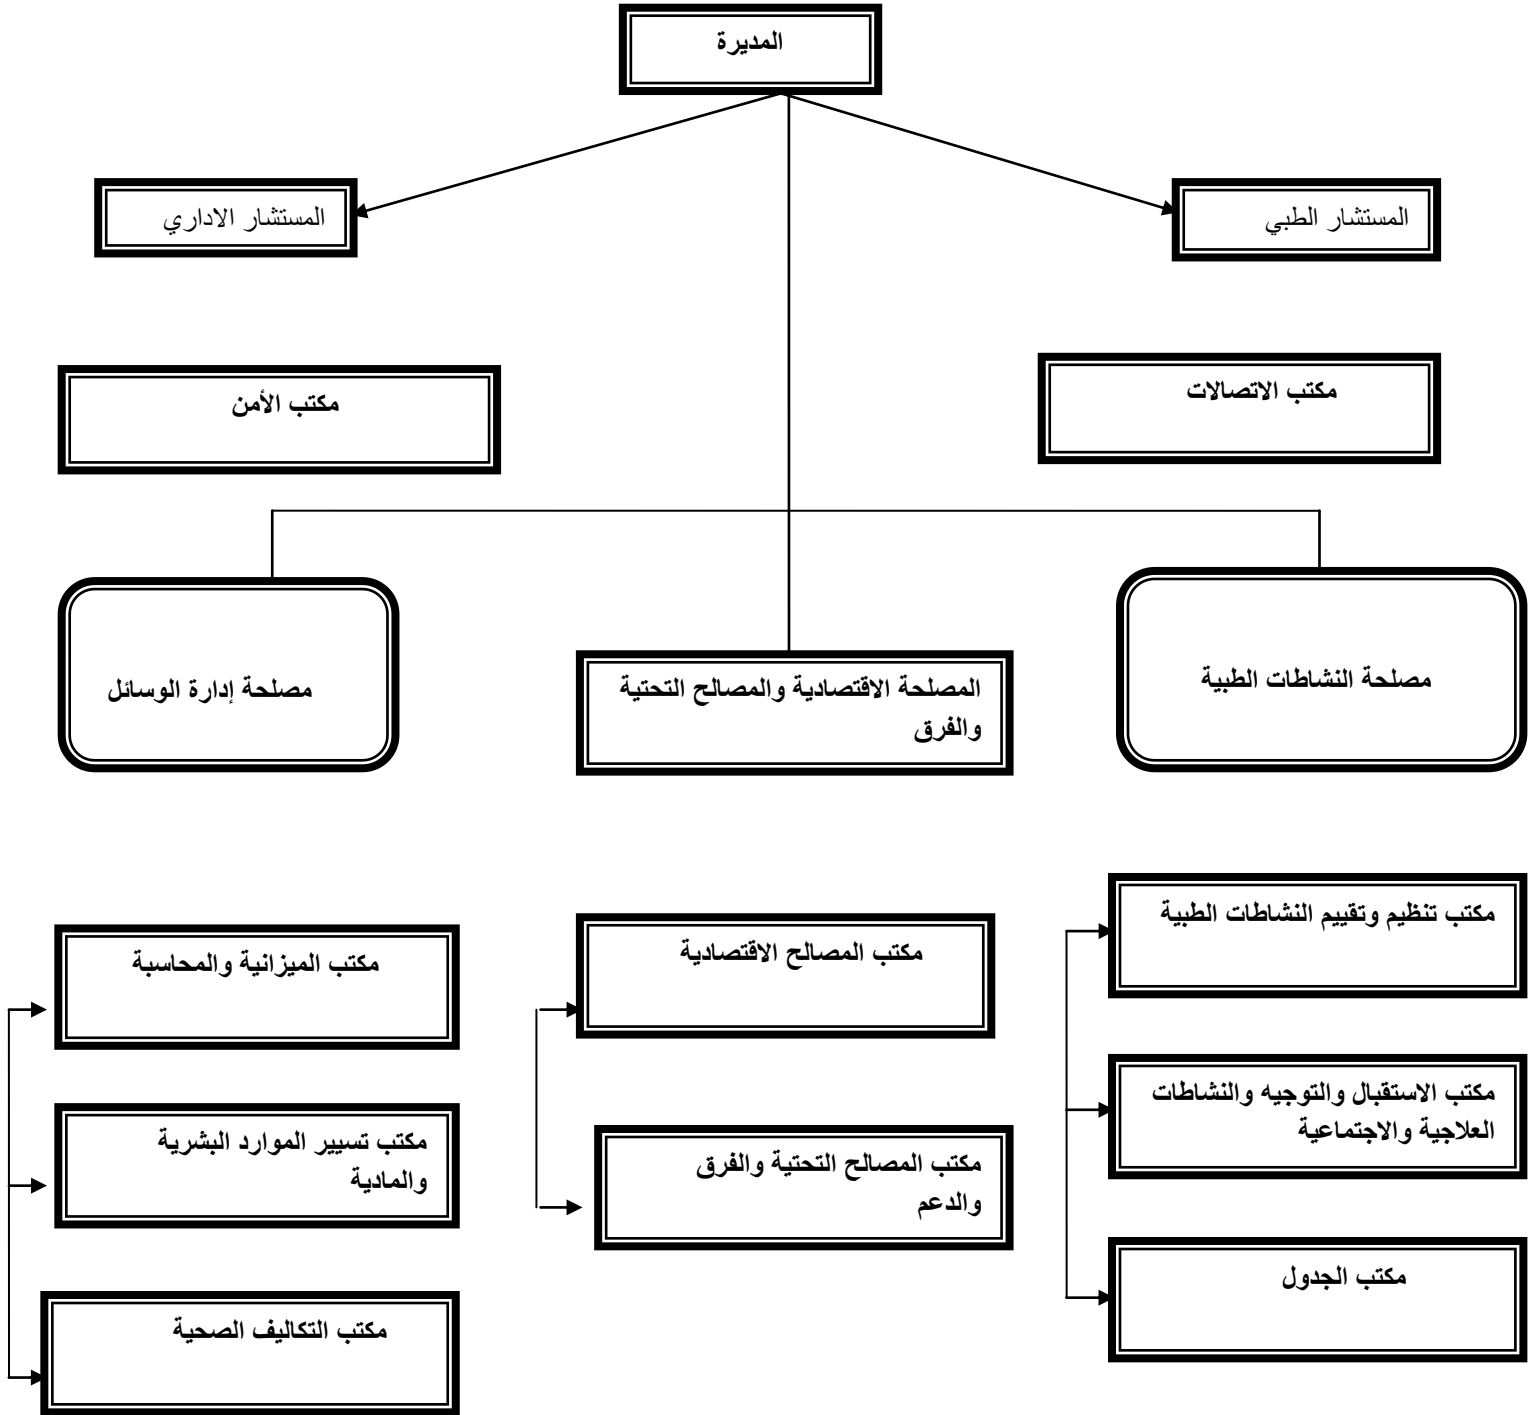 المديرة
المستشار الطبي
المستشار الاداري
مكتب الاتصالات
مكتب الأمن
مصلحة النشاطات الطبية
المصلحة الاقتصادية والمصالح التحتية
والفرق
مصلحة إدارة الوسائل
مكتب تنظيم وتقييم النشاطات الطبية
مكتب الاستقبال والتوجيه والنشاطات
العلاجية والاجتماعية
مكتب الجدول
مكتب المصالح الاقتصادية
مكتب المصالح التحتية والفرق
والدعم
مكتب الميزانية والمحاسبة
مكتب تسيير الموارد البشرية
والمادية
مكتب التكاليف الصحية